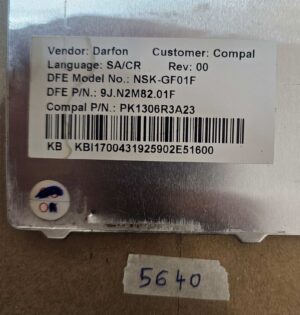 Vendor: Darfon Customer: Compal
Language: SA/CR Rev: 00
DFE Model No.: NSK-GF01F
DFE P/N.: 9J.N2M82.01F
Compal P/N.: PK1306R3A23
KB KBI1700431925902E51600
5640